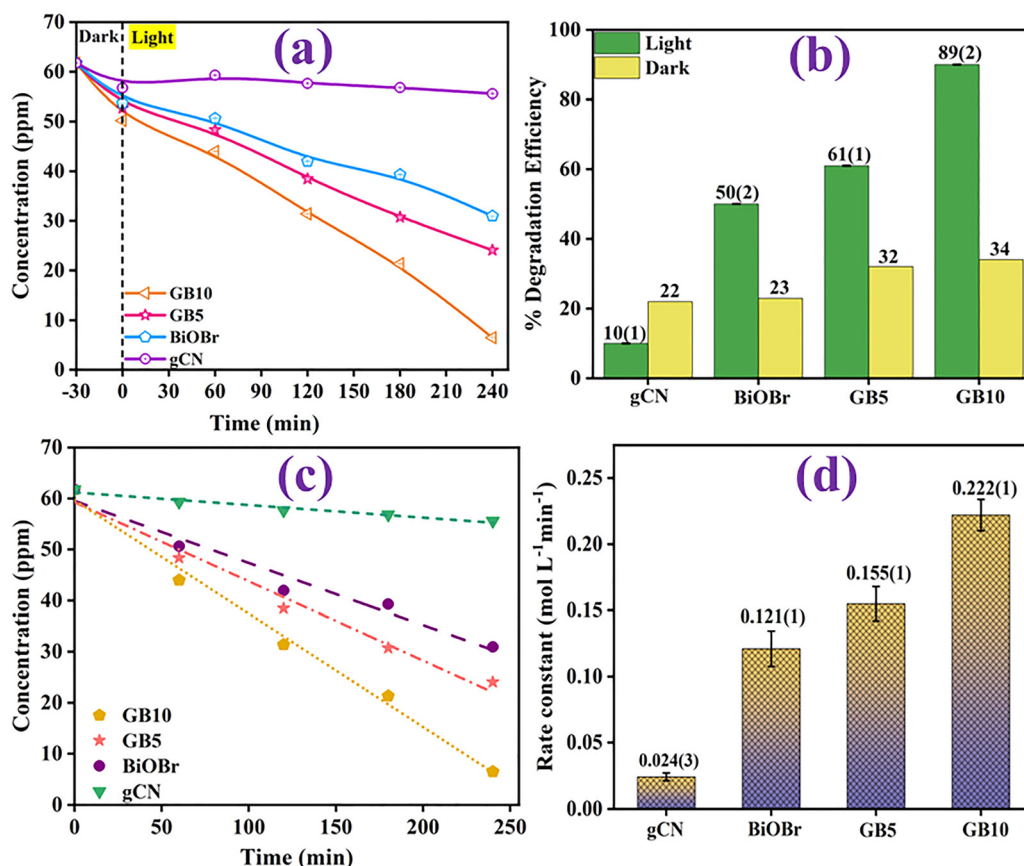 (a)
Dark
Light
Concentration (ppm)
70
60
50
40
30
20
10
0
GB10
GB5
BiOBr
gCN
-30 0 30 60 90 120 150 180 210 240
Time (min)
(b)
Light
Dark
% Degradation Efficiency
100
80
60
40
20
0
10(1)
22
50(2)
23
61(1)
32
89(2)
34
gCN BiOBr GB5 GB10
(c)
Concentration (ppm)
70
60
50
40
30
20
10
0
GB10
GB5
BiOBr
gCN
0 50 100 150 200 250
Time (min)
(d)
Rate constant (mol L⁻¹min⁻¹)
0.25
0.20
0.15
0.10
0.05
0.00
0.024(3)
0.121(1)
0.155(1)
0.222(1)
gCN BiOBr GB5 GB10